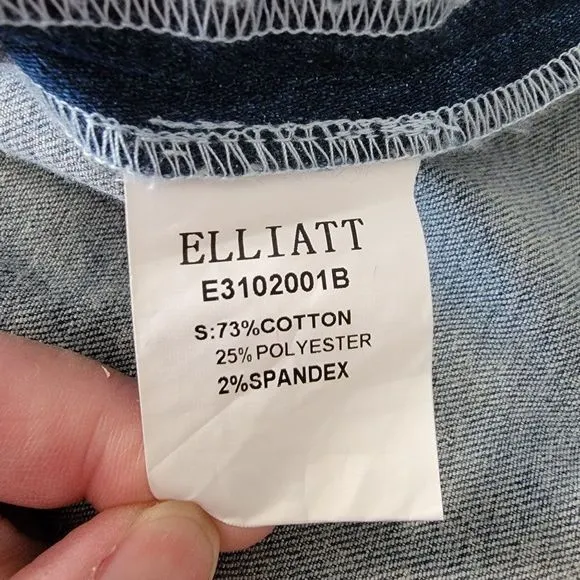 ELLIATT
E3102001B
S:73%COTTON
25% POLYESTER
2%SPANDEX